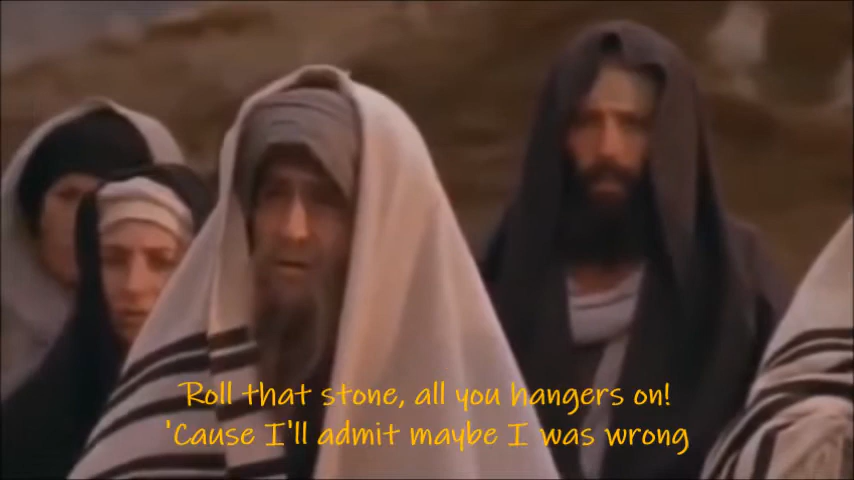 Roll that stone, all you hangers on!
'Cause I'll admit maybe I was wrong